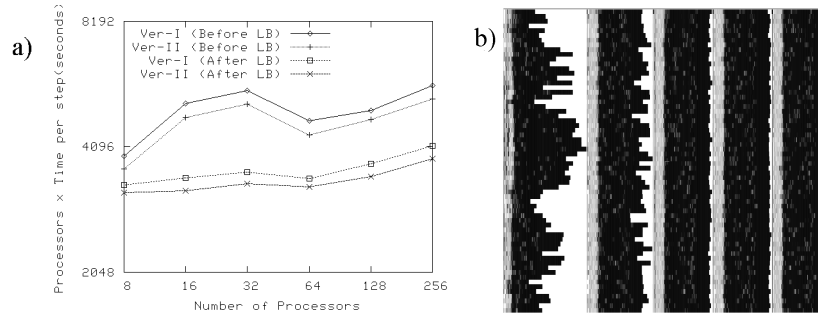 a)
8192
4096
2048
Processors x Time per step(seconds)
Ver-I (Before LB)
Ver-II (Before LB)
Ver-I (After LB)
Ver-II (After LB)
8 16 32 64 128 256
Number of Processors
b)